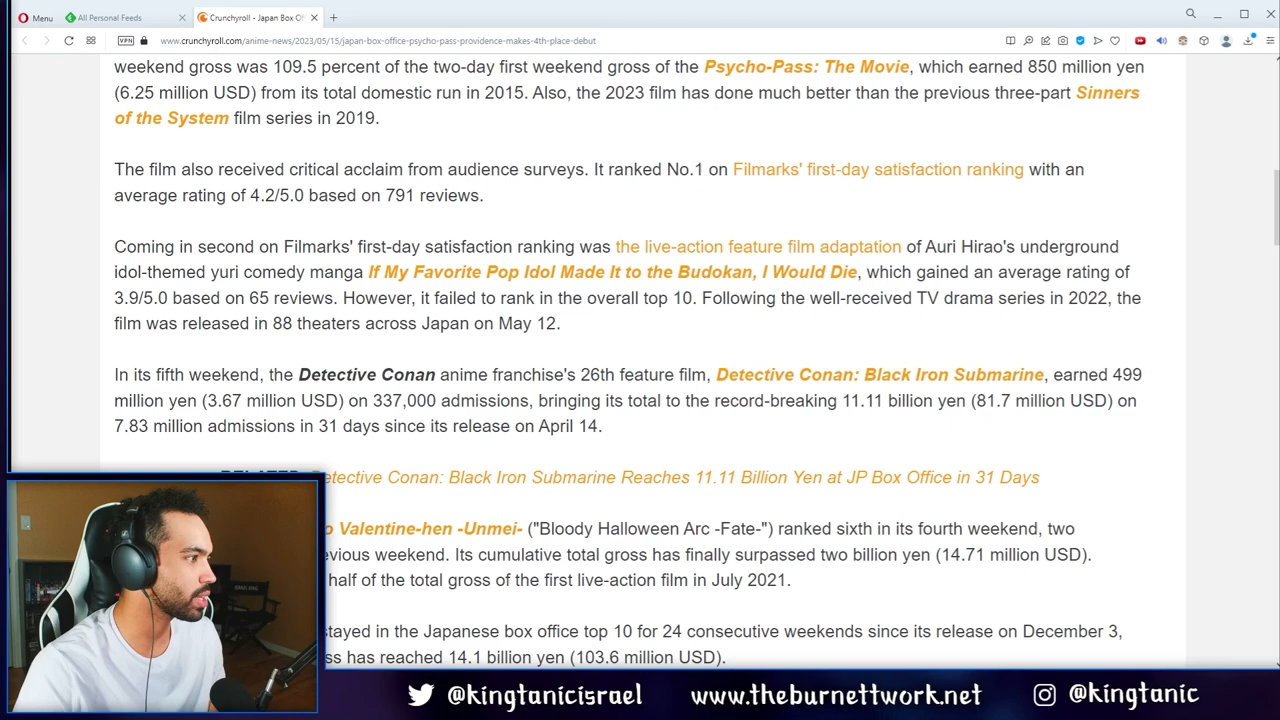 Menu
All Personal Feeds
Crunchyroll - Japan Box Of
VPN
www.crunchyroll.com/anime-news/2023/05/15/japan-box-office-psycho-pass-providence-makes-4th-place-debut
weekend gross was 109.5 percent of the two-day first weekend gross of the Psycho-Pass: The Movie, which earned 850 million yen
(6.25 million USD) from its total domestic run in 2015. Also, the 2023 film has done much better than the previous three-part Sinners
of the System film series in 2019.
The film also received critical acclaim from audience surveys. It ranked No.1 on Filmarks' first-day satisfaction ranking with an
average rating of 4.2/5.0 based on 791 reviews.
Coming in second on Filmarks' first-day satisfaction ranking was the live-action feature film adaptation of Auri Hirao's underground
idol-themed yuri comedy manga If My Favorite Pop Idol Made It to the Budokan, I Would Die, which gained an average rating of
3.9/5.0 based on 65 reviews. However, it failed to rank in the overall top 10. Following the well-received TV drama series in 2022, the
film was released in 88 theaters across Japan on May 12.
In its fifth weekend, the Detective Conan anime franchise's 26th feature film, Detective Conan: Black Iron Submarine, earned 499
million yen (3.67 million USD) on 337,000 admissions, bringing its total to the record-breaking 11.11 billion yen (81.7 million USD) on
7.83 million admissions in 31 days since its release on April 14.
Detective Conan: Black Iron Submarine Reaches 11.11 Billion Yen at JP Box Office in 31 Days
Valentine-hen -Unmei- ("Bloody Halloween Arc -Fate-") ranked sixth in its fourth weekend, two
weekend. Its cumulative total gross has finally surpassed two billion yen (14.71 million USD).
half of the total gross of the first live-action film in July 2021.
stayed in the Japanese box office top 10 for 24 consecutive weekends since its release on December 3,
has reached 14.1 billion yen (103.6 million USD).
@kingtanicisrael www.theburnettwork.net @kingtanic